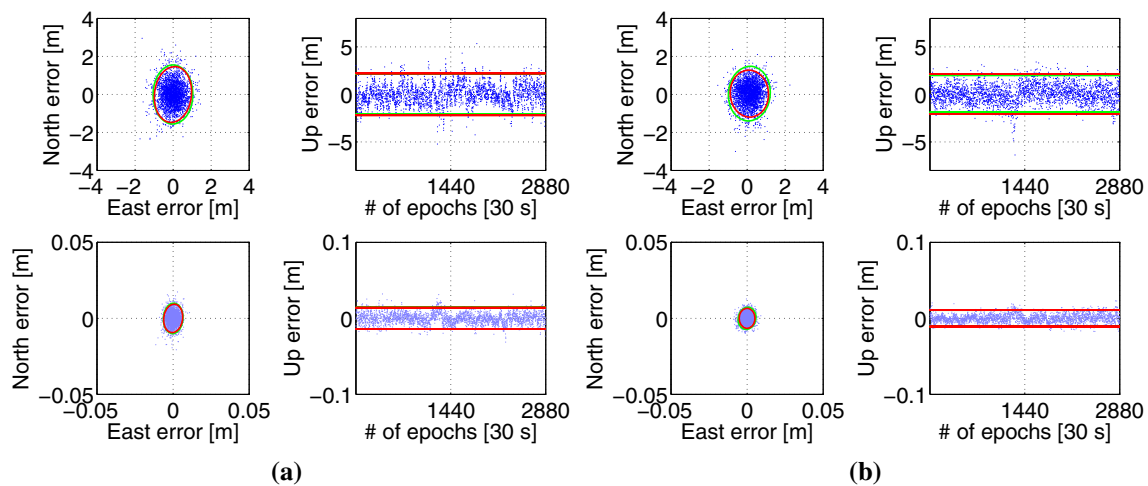 4
2
0
−2
−4
−4 −2 0 2 4
North error [m]
East error [m]
5
0
−5
1440 2880
Up error [m]
# of epochs [30 s]
4
2
0
−2
−4
−4 −2 0 2 4
North error [m]
East error [m]
5
0
−5
1440 2880
Up error [m]
# of epochs [30 s]
0.05
0
−0.05
−0.05 0 0.05
North error [m]
East error [m]
0.1
0
−0.1
1440 2880
Up error [m]
# of epochs [30 s]
0.05
0
−0.05
−0.05 0 0.05
North error [m]
East error [m]
0.1
0
−0.1
1440 2880
Up error [m]
# of epochs [30 s]
(a)
(b)